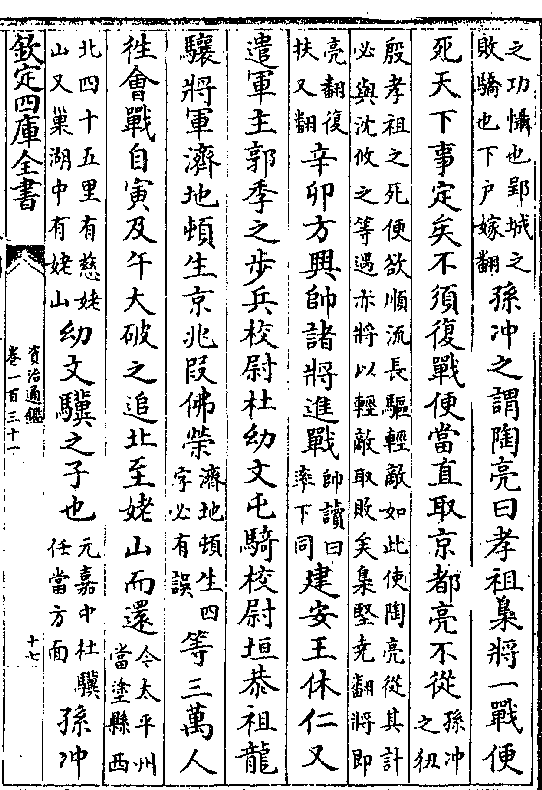 之功懾也郢城之
敗驕也下户嫁翻
孫冲之謂陶亮曰孝祖梟將一戰便
死天下事定矣不須復戰便當直取京都亮不從
孫冲
之狃
殷孝祖之死便欲順流長驅輕敵如此使陶亮從其計
必與沈攸之等遇亦將以輕敵取敗矣梟堅堯翻將即
亮翻復
扶又翻
辛卯方興帥諸將進戰
帥讀曰
率下同
建安王休仁又
遣軍主郭季之步兵校尉杜幼文屯騎校尉垣恭祖龍
驤將軍濟地頓生京兆段佛榮
濟地頓生四
字必有誤
等三萬人
徃會戰自寅及午大破之追北至姥山而還
今太平州
當塗縣西
北四十五里有慈姥
山又巢湖中有姥山
幼文驥之子也
元嘉中杜驥
任當方面
孫冲
欽定四庫全書
資治通鑑
卷一百三十一
十七